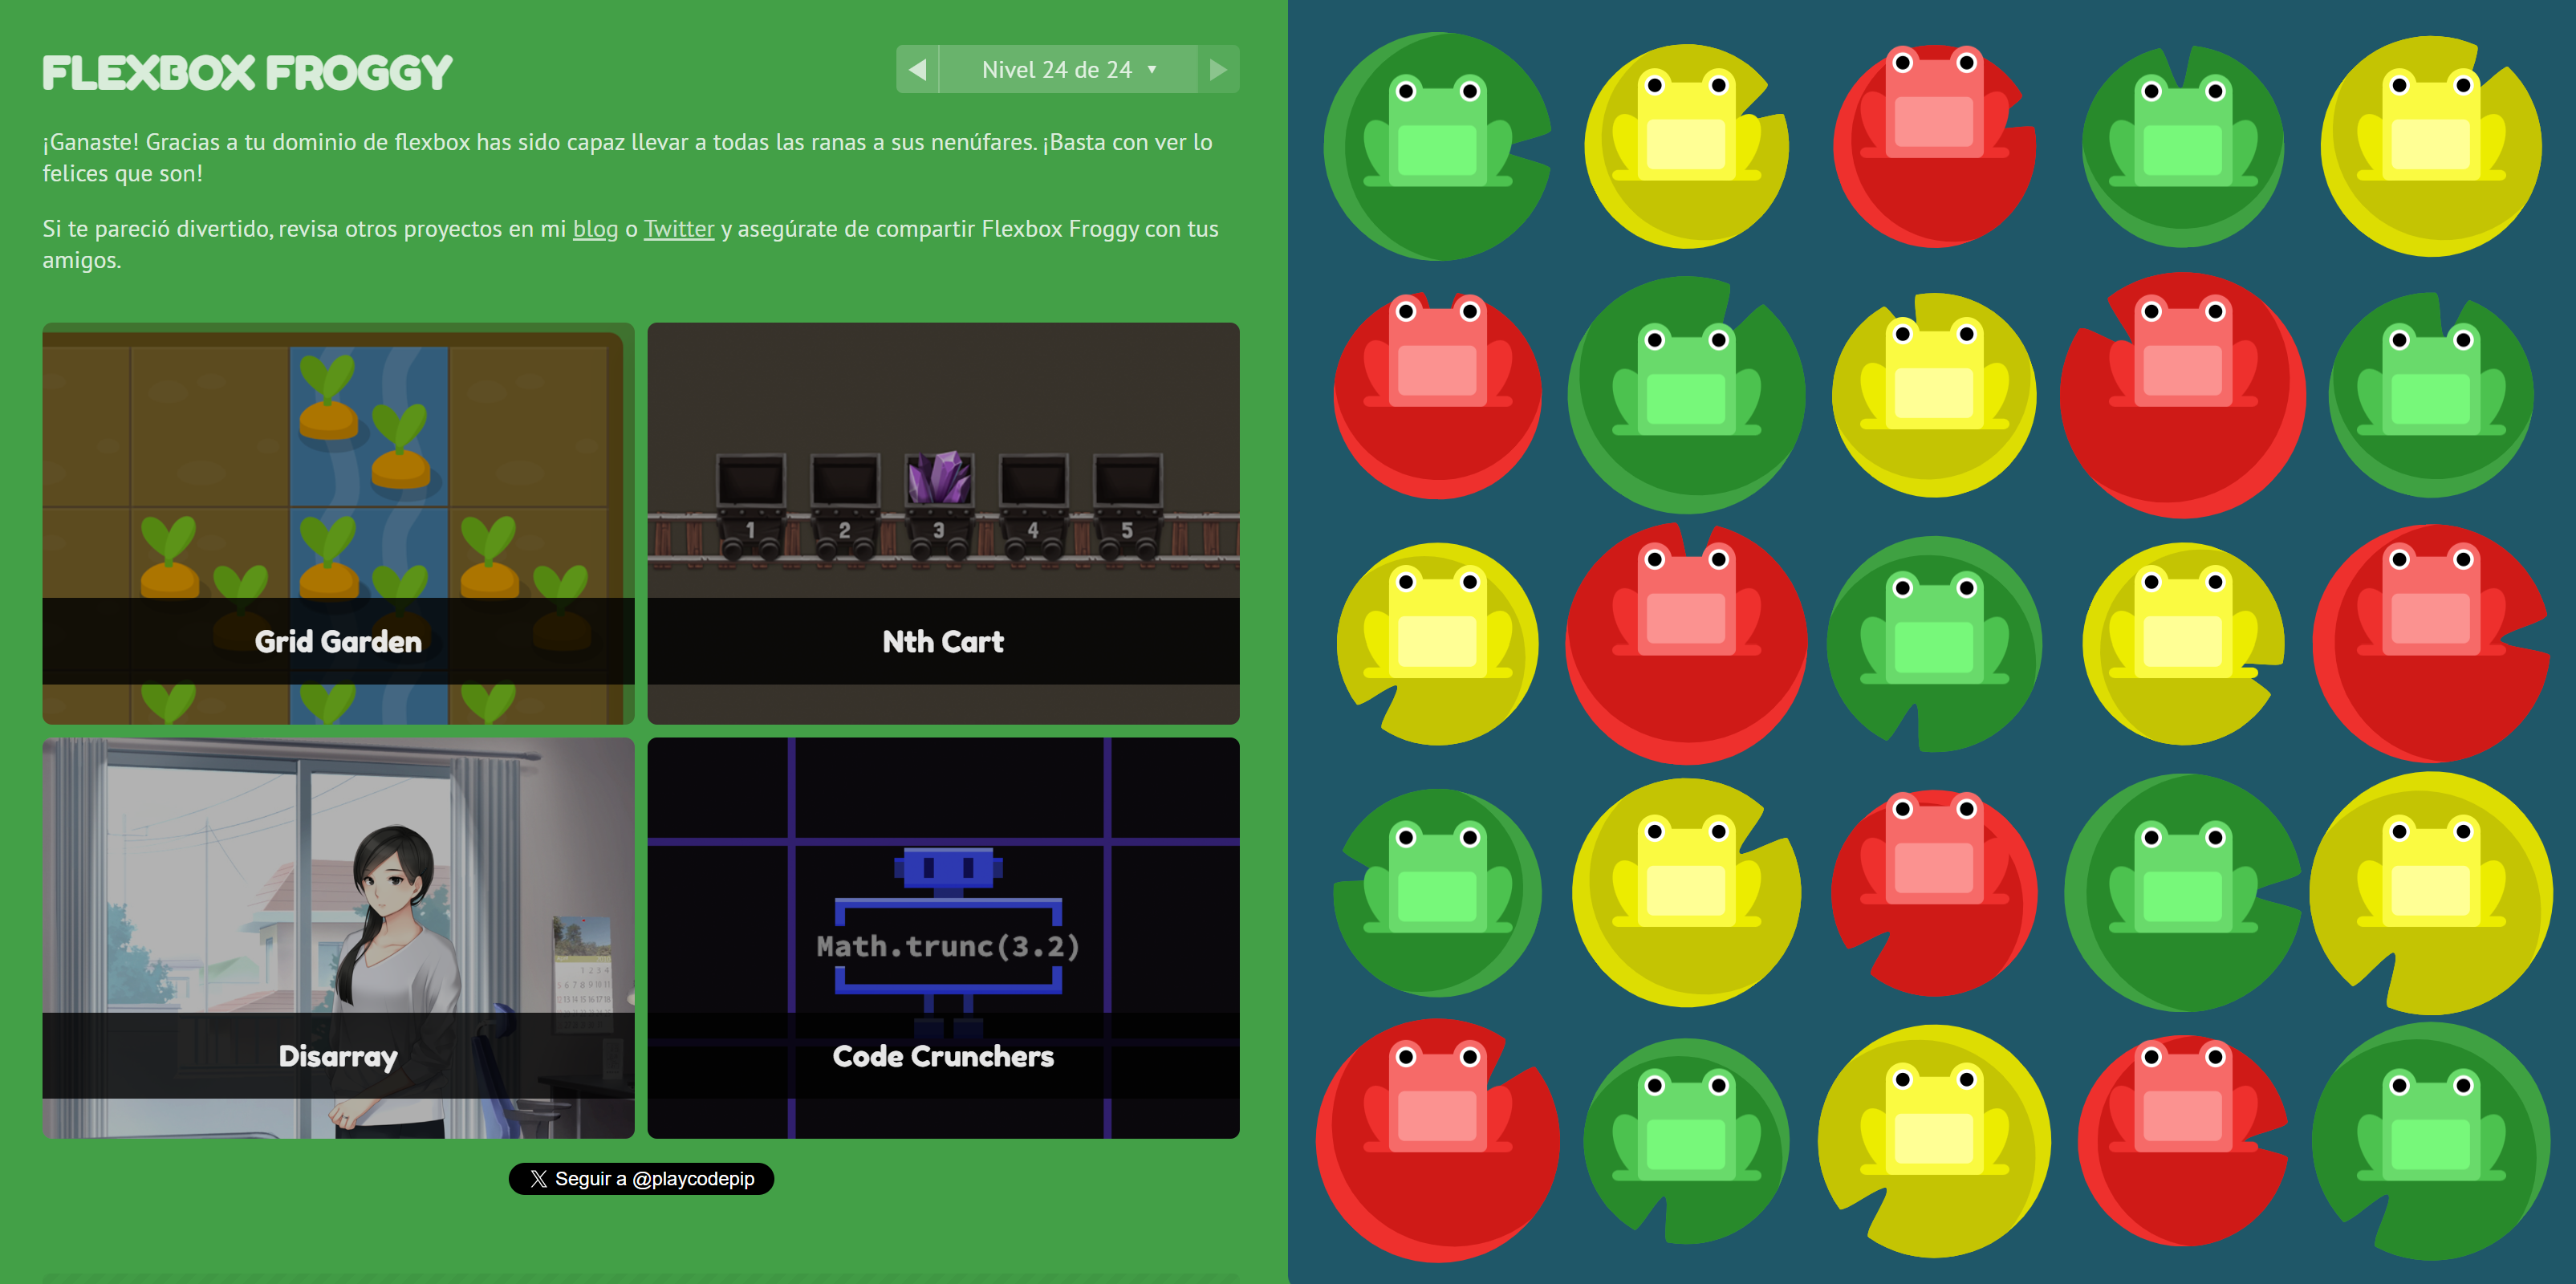 FLEXBOX FROGGY
Nivel 24 de 24
¡Ganaste! Gracias a tu dominio de flexbox has sido capaz llevar a todas las ranas a sus nenúfares. ¡Basta con ver lo
felices que son!
Si te pareció divertido, revisa otros proyectos en mi blog o Twitter y asegúrate de compartir Flexbox Froggy con tus
amigos.
1 2 3 4 5
Grid Garden
Nth Cart
Math.trunc(3.2)
Disarray
Code Crunchers
Seguir a @playcodepip